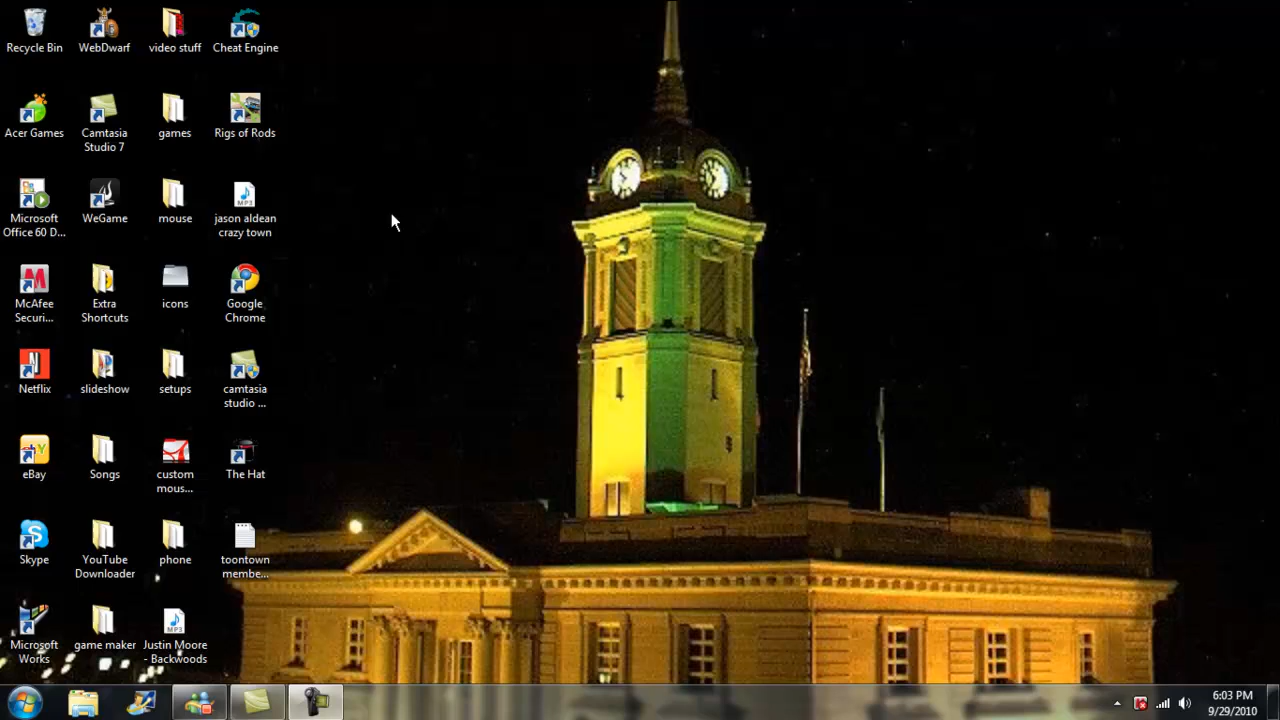 Recycle Bin
WebDwarf
video stuff
Cheat Engine
Acer Games
Camtasia
Studio 7
games
Rigs of Rods
Microsoft
Office 60 D...
WeGame
mouse
MP3
jason aldean
crazy town
McAfee
Securi...
Extra
Shortcuts
icons
Google
Chrome
Netflix
slideshow
setups
camtasia
studio ...
eBay
Songs
custom
mous...
The Hat
Skype
YouTube
Downloader
phone
toontown
membe...
Microsoft
Works
game maker
MP3
Justin Moore
- Backwoods
6:03 PM
9/29/2010